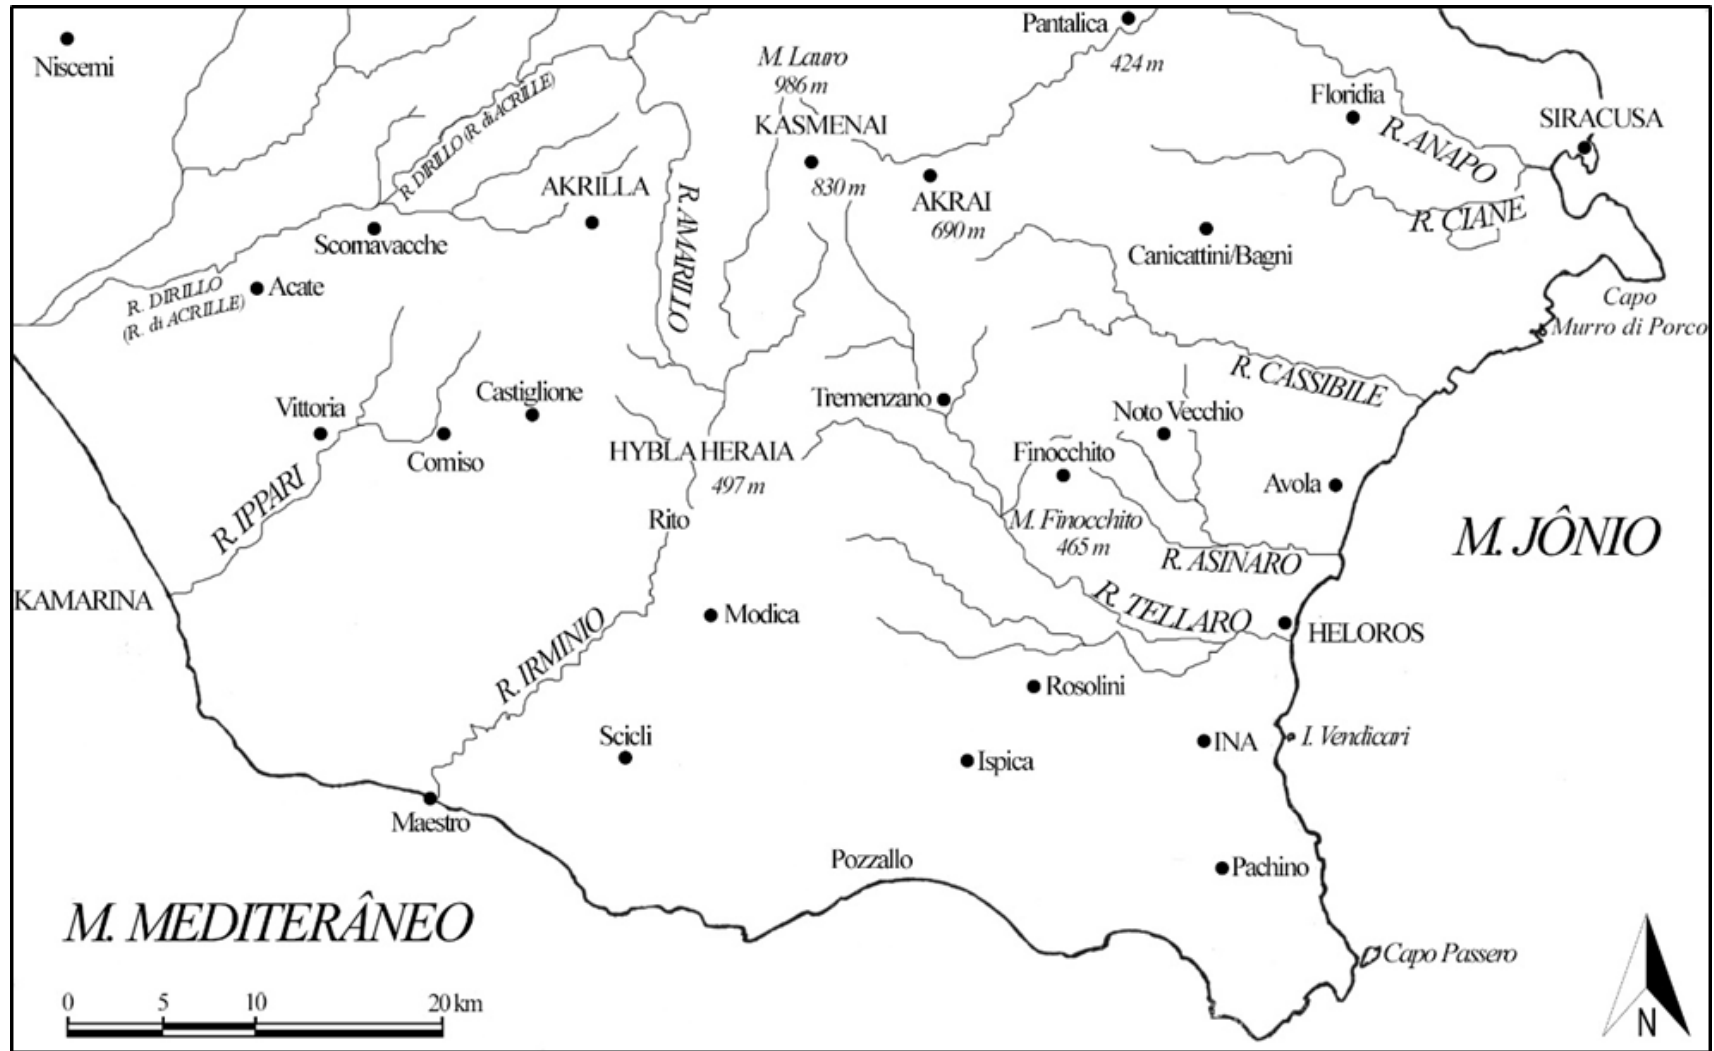 Pantalica
424 m
Niscemi
M. Lauro
986 m
Floridia
SIRACUSA
KASMENAI
830 m
R. DIRILLO (R. di ACRILLE)
R. ANAPO
AKRILLA
AKRAI
690 m
R. AMARILLO
R. CIANE
Scornavacche
Canicattini/Bagni
Acate
R. DIRILLO
(R. di ACRILLE)
Capo
Murro di Porco
R. CASSIBILE
Castiglione
Tremenzano
Vittoria
Noto Vecchio
Comiso
HYBLA HERAIA
497 m
Finocchito
Avola
R. IPPARI
Rito
M. Finocchito
465 m
M. JÔNIO
R. ASINARO
KAMARINA
R. TELLARO
Modica
HELOROS
R. IRMINIO
Rosolini
Scicli
INA
I. Vendicari
Ispica
Maestro
Pozzallo
Pachino
M. MEDITERÂNEO
Capo Passero
0 5 10 20 km
N